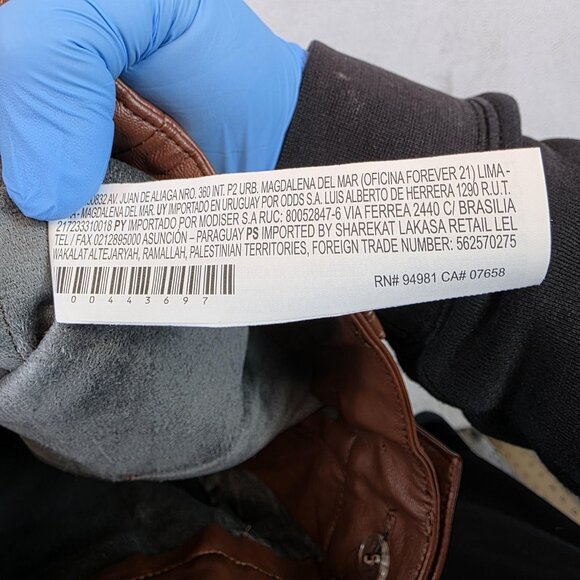 AV. JUAN DE ALIAGA NRO. 360 INT. P2 URB. MAGDALENA DEL MAR (OFICINA FOREVER 21) LIMA -
- MAGDALENA DEL MAR. UY IMPORTADO EN URUGUAY POR ODDS S.A. LUIS ALBERTO DE HERRERA 1290 R.U.T.
217233310018 PY IMPORTADO POR MODISER S.A RUC: 80052847-6 VIA FERREA 2440 C/ BRASILIA
TEL / FAX 0212895000 ASUNCIÓN – PARAGUAY PS IMPORTED BY SHAREKAT LAKASA RETAIL LEL
WAKALAT ALTEJARYAH, RAMALLAH, PALESTINIAN TERRITORIES, FOREIGN TRADE NUMBER: 562570275
RN# 94981 CA# 07658
00443697